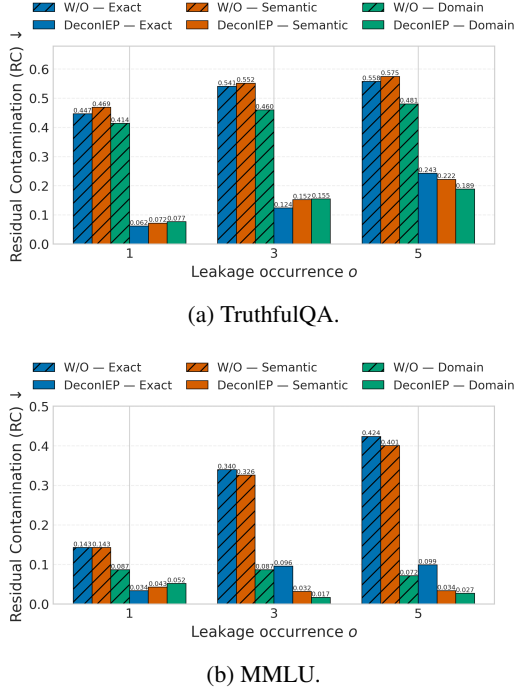 W/O — Exact W/O — Semantic W/O — Domain
DeconIEP — Exact DeconIEP — Semantic DeconIEP — Domain
Residual Contamination (RC) ↓
0.6
0.5
0.4
0.3
0.2
0.1
0.0
0.447 0.469 0.414 0.062 0.072 0.077
0.541 0.552 0.460 0.124 0.152 0.155
0.558 0.575 0.481 0.243 0.222 0.189
1 3 5
Leakage occurrence o
(a) TruthfulQA.
W/O — Exact W/O — Semantic W/O — Domain
DeconIEP — Exact DeconIEP — Semantic DeconIEP — Domain
Residual Contamination (RC) ↓
0.5
0.4
0.3
0.2
0.1
0.0
0.143 0.143 0.087 0.034 0.043 0.052
0.340 0.326 0.087 0.096 0.032 0.017
0.424 0.401 0.072 0.099 0.034 0.027
1 3 5
Leakage occurrence o
(b) MMLU.